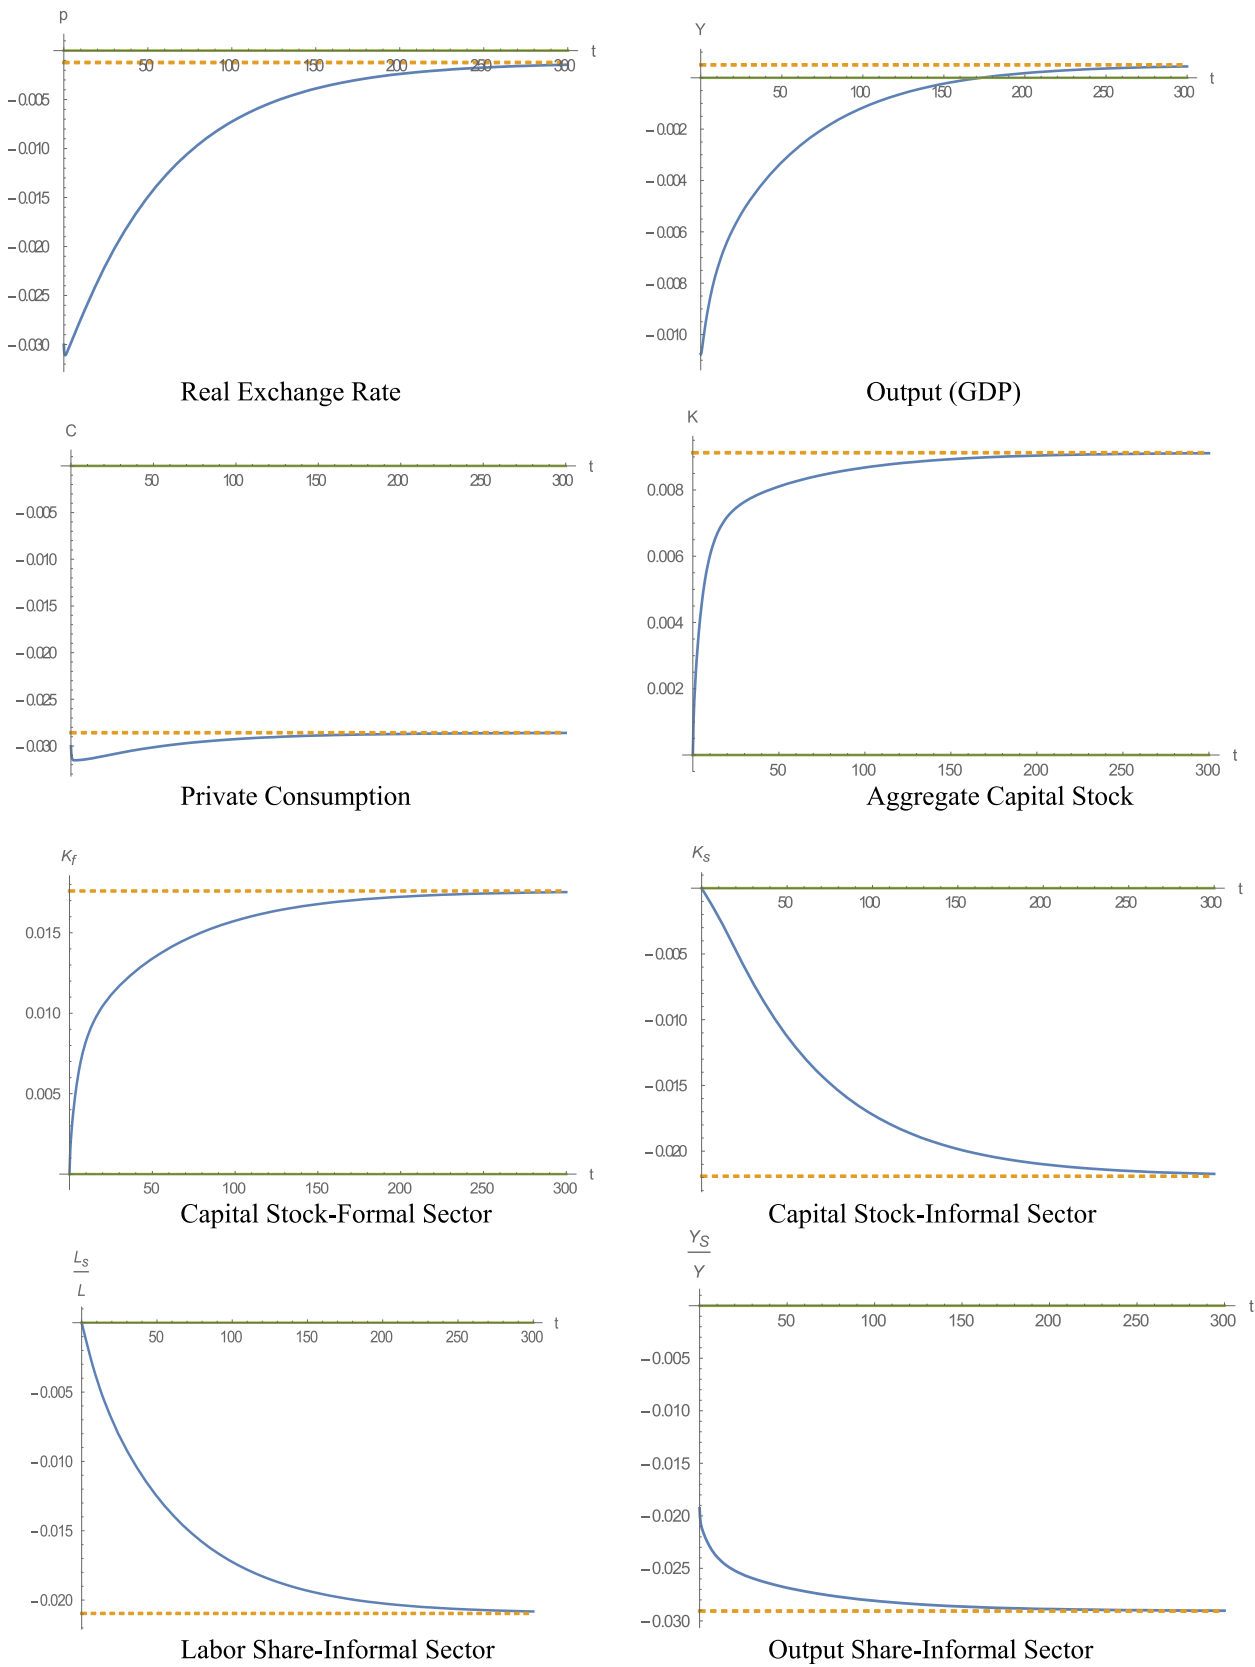 p
t
50 100 150 200 250 300
−0.005
−0.010
−0.015
−0.020
−0.025
−0.030
Real Exchange Rate
Y
t
50 100 150 200 250 300
−0.002
−0.004
−0.006
−0.008
−0.010
Output (GDP)
C
t
50 100 150 200 250 300
−0.005
−0.010
−0.015
−0.020
−0.025
−0.030
Private Consumption
K
0.008
0.006
0.004
0.002
t
50 100 150 200 250 300
Aggregate Capital Stock
K_f
0.015
0.010
0.005
t
50 100 150 200 250 300
Capital Stock-Formal Sector
K_s
t
50 100 150 200 250 300
−0.005
−0.010
−0.015
−0.020
Capital Stock-Informal Sector
L_s
L
t
50 100 150 200 250 300
−0.005
−0.010
−0.015
−0.020
Labor Share-Informal Sector
Y_S
Y
t
50 100 150 200 250 300
−0.005
−0.010
−0.015
−0.020
−0.025
−0.030
Output Share-Informal Sector